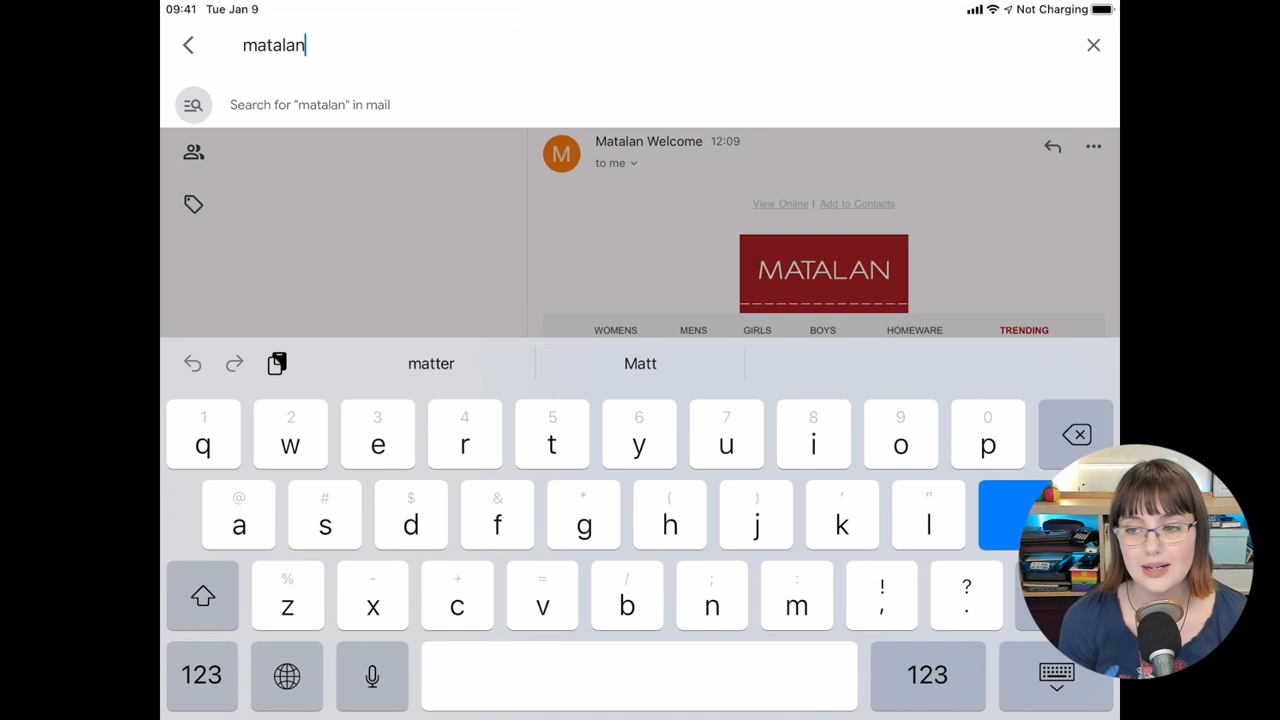 09:41 Tue Jan 9 Not Charging
matalan
Search for "matalan" in mail
Matalan Welcome 12:09
M
to me
View Online | Add to Contacts
MATALAN
WOMENS MENS GIRLS BOYS HOMEWARE TRENDING
matter Matt
1 2 3 4 5 6 7 8 9 0
q w e r t y u i o p
@ # $ & * ( ) ' "
a s d f g h j k l
% - + = / ; : ! ?
z x c v b n m , .
123 123